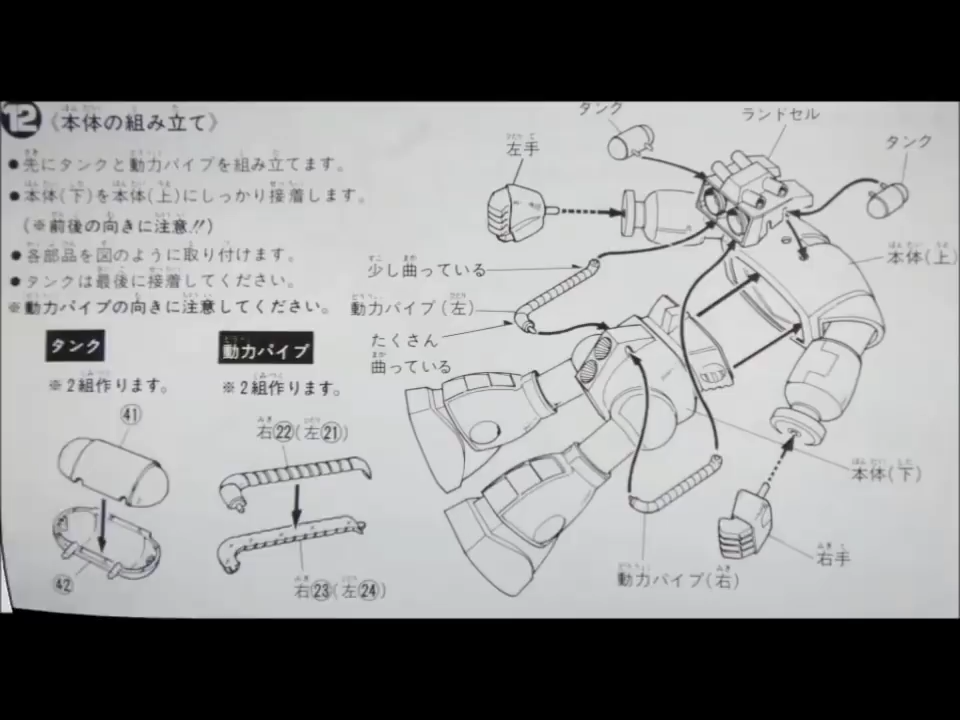 12《本体の組み立て》
●先にタンクと動力パイプを組み立てます。
●本体(下)を本体(上)にしっかり接着します。
(※前後の向きに注意!!)
●各部品を図のように取り付けます。
●タンクは最後に接着してください。
※動力パイプの向きに注意してください。
タンク
※2組作ります。
㊶
㊷
動力パイプ
※2組作ります。
右㉒(左㉑)
右㉓(左㉔)
タンク
ランドセル
タンク
左手
本体(上)
少し曲っている
動力パイプ(左)
たくさん
曲っている
本体(下)
右手
動力パイプ(右)